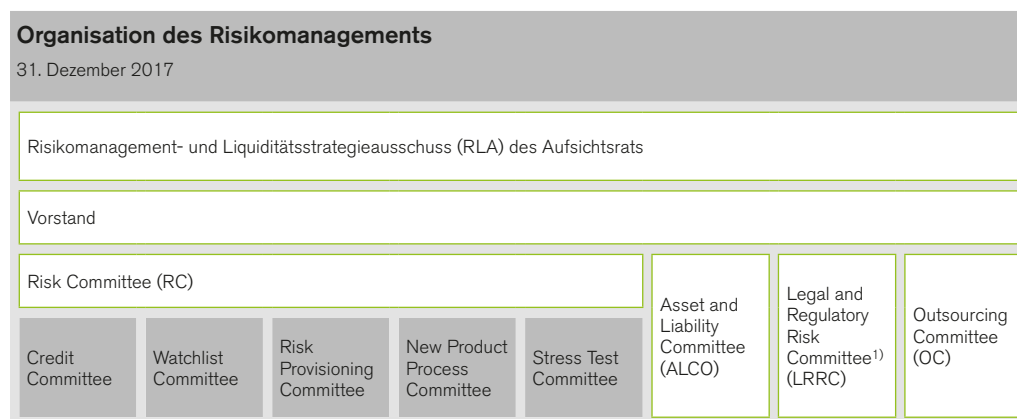 Organisation des Risikomanagements
31. Dezember 2017
Risikomanagement- und Liquiditätsstrategieausschuss (RLA) des Aufsichtsrats
Vorstand
Risk Committee (RC)
Credit
Committee
Watchlist
Committee
Risk
Provisioning
Committee
New Product
Process
Committee
Stress Test
Committee
Asset and
Liability
Committee
(ALCO)
Legal and
Regulatory
Risk
Committee1)
(LRRC)
Outsourcing
Committee
(OC)